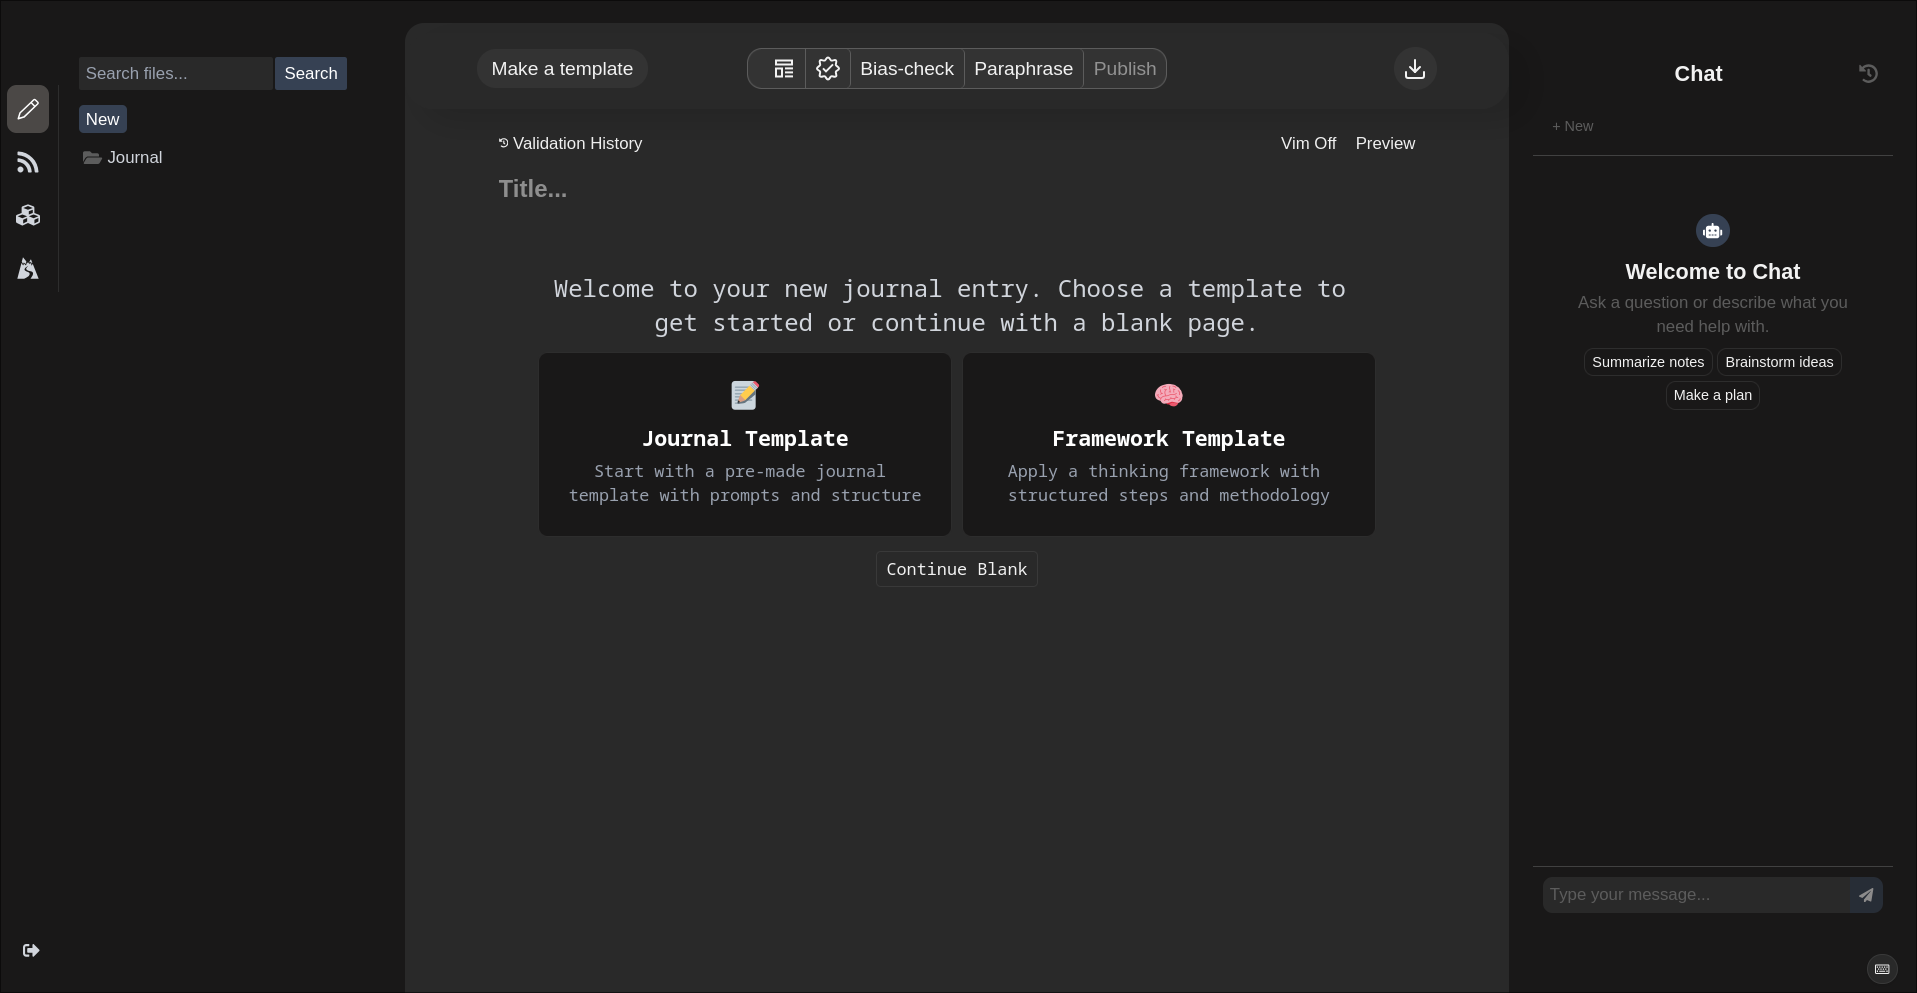 Search files...
Search
New
Journal
Make a template
Bias-check
Paraphrase
Publish
Validation History
Vim Off
Preview
Title...
Welcome to your new journal entry. Choose a template to
get started or continue with a blank page.
Journal Template
Start with a pre-made journal
template with prompts and structure
Framework Template
Apply a thinking framework with
structured steps and methodology
Continue Blank
Chat
+ New
Welcome to Chat
Ask a question or describe what you
need help with.
Summarize notes
Brainstorm ideas
Make a plan
Type your message...